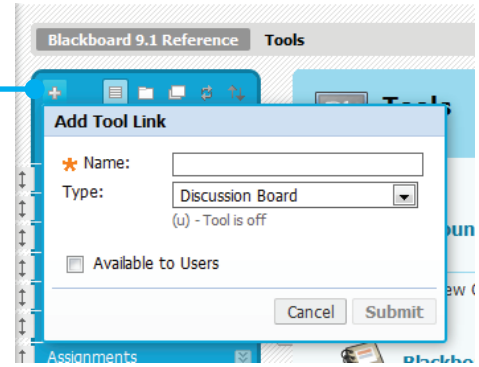 Blackboard 9.1 Reference Tools
Tools
Add Tool Link
* Name:
Type: Discussion Board
(u) - Tool is off
Available to Users
Cancel Submit
Assignments